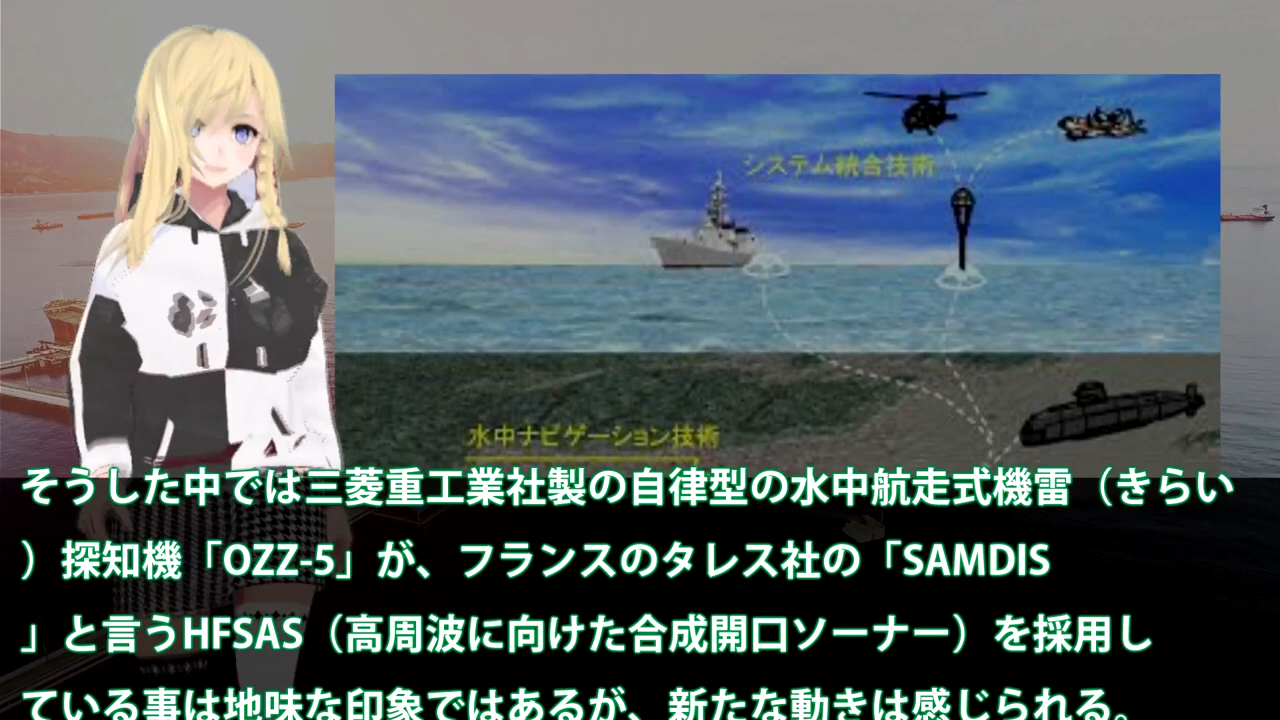 システム統合技術
水中ナビゲーション技術
そうした中では三菱重工業社製の自律型の水中航走式機雷（きらい
）探知機「OZZ-5」が、フランスのタレス社の「SAMDIS
」と言うHFSAS（高周波に向けた合成開口ソーナー）を採用し
ている事は地味な印象ではあるが、新たな動きは感じられる。